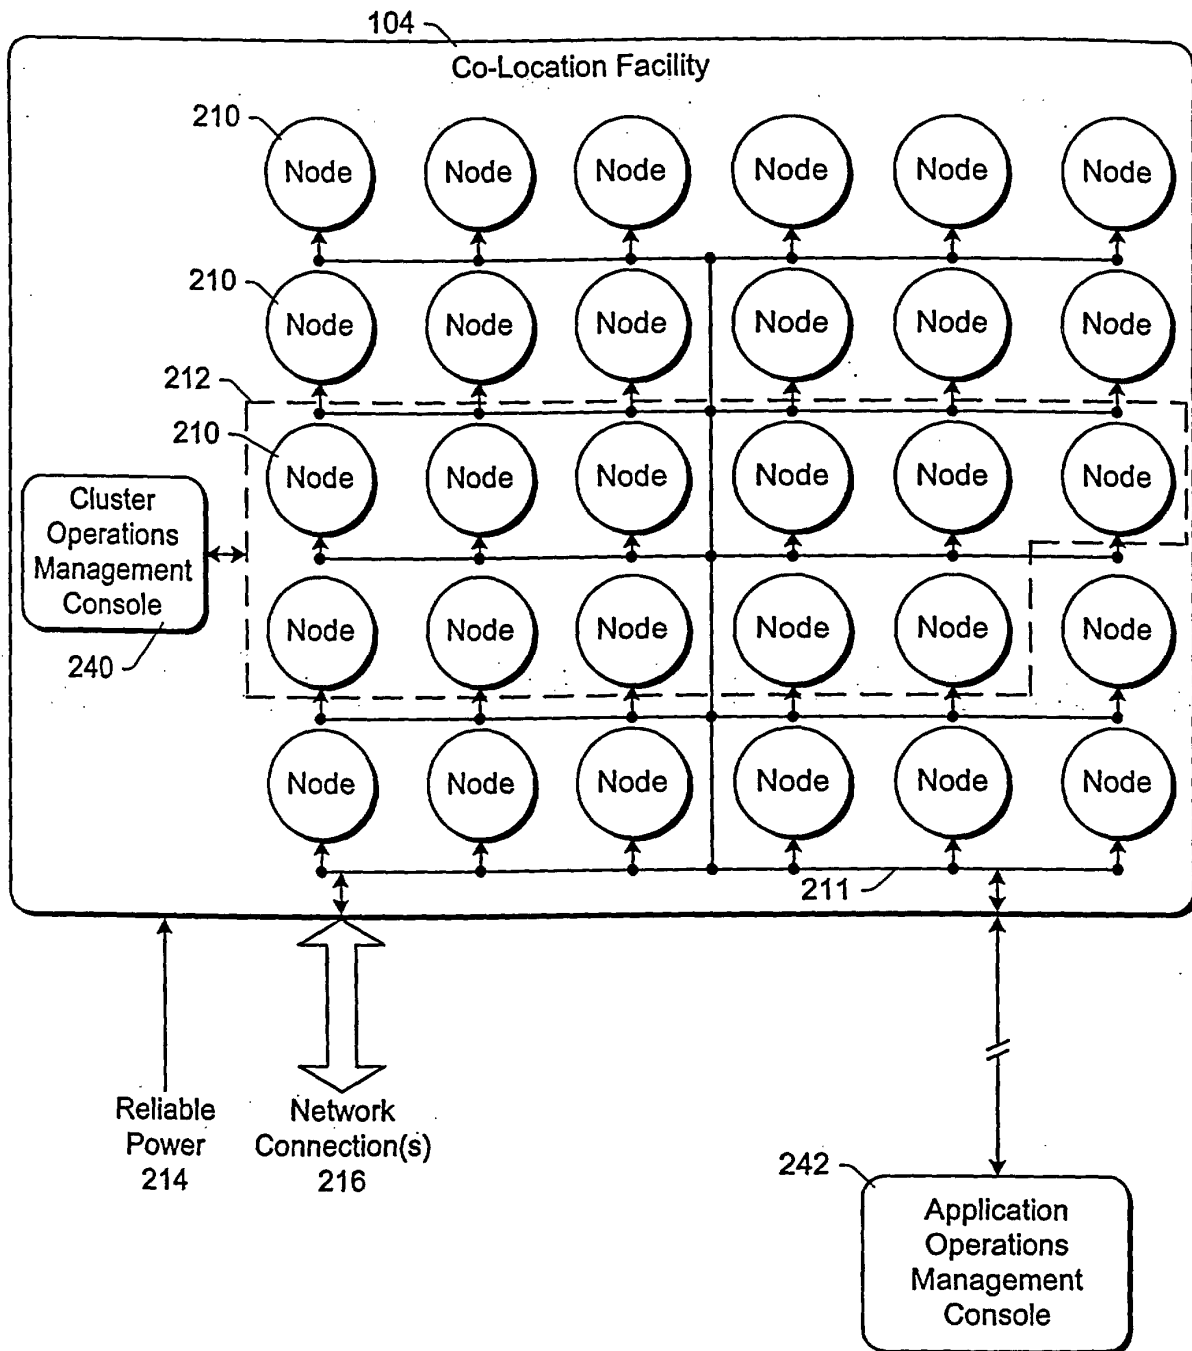 104
Co-Location Facility
210
Node Node Node Node Node Node
210
Node Node Node Node Node Node
212
210
Node Node Node Node Node Node
Cluster
Operations
Management
Console
240
Node Node Node Node Node Node
Node Node Node Node Node Node
211
Reliable
Power
214
Network
Connection(s)
216
242
Application
Operations
Management
Console